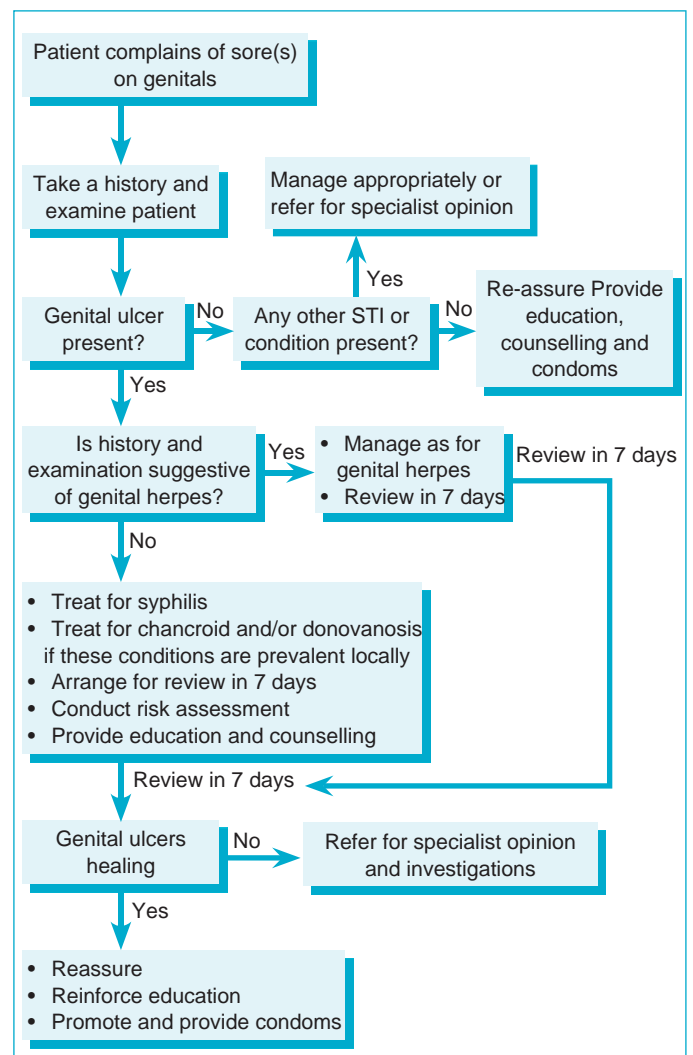 Patient complains of sore(s)
on genitals
Take a history and
examine patient
Manage appropriately or
refer for specialist opinion
Yes
Genital ulcer
present?
No
Any other STI or
condition present?
No
Re-assure Provide
education,
counselling and
condoms
Yes
Is history and
examination suggestive
of genital herpes?
Yes
• Manage as for
genital herpes
• Review in 7 days
Review in 7 days
No
• Treat for syphilis
• Treat for chancroid and/or donovanosis
if these conditions are prevalent locally
• Arrange for review in 7 days
• Conduct risk assessment
• Provide education and counselling
Review in 7 days
Genital ulcers
healing
No
Refer for specialist opinion
and investigations
Yes
• Reassure
• Reinforce education
• Promote and provide condoms